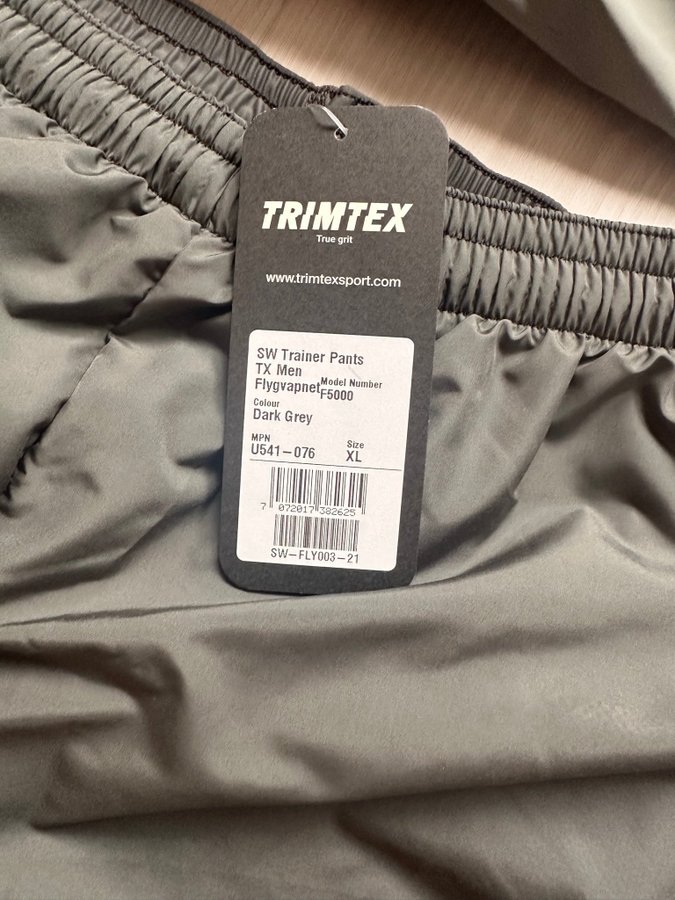 TRIMTEX
True grit
www.trimtexsport.com
SW Trainer Pants
TX Men
Flygvapnet
Model Number
F5000
Colour
Dark Grey
MPN
U541-076
Size
XL
7 072017 382625
SW-FLY003-21